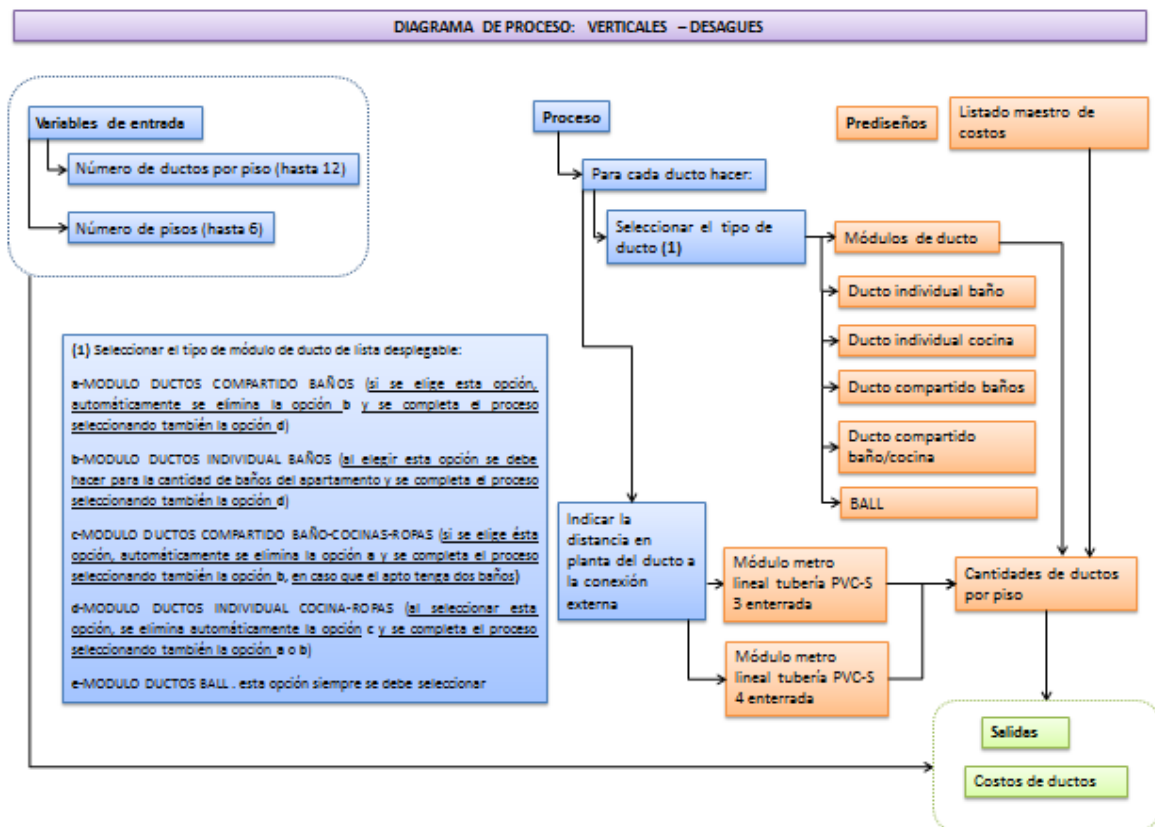 DIAGRAMA DE PROCESO: VERTICALES – DESAGUES
Variables de entrada
Número de ductos por piso (hasta 12)
Número de pisos (hasta 6)
Proceso
Para cada ducto hacer:
Seleccionar el tipo de
ducto (1)
Indicar la
distancia en
planta del ducto a
la conexión
externa
Prediseños
Listado maestro de
costos
Módulos de ducto
Ducto individual baño
Ducto individual cocina
Ducto compartido baños
Ducto compartido
baño/cocina
BALL
Módulo metro
lineal tubería PVC-S
3 enterrada
Módulo metro
lineal tubería PVC-S
4 enterrada
Cantidades de ductos
por piso
(1) Seleccionar el tipo de módulo de ducto de lista desplegable:
a-MODULO DUCTOS COMPARTIDO BAÑOS (si se elige esta opción,
automáticamente se elimina la opción b y se completa el proceso
seleccionando también la opción d)
b-MODULO DUCTOS INDIVIDUAL BAÑOS (al elegir esta opción se debe
hacer para la cantidad de baños del apartamento y se completa el proceso
seleccionando también la opción d)
c-MODULO DUCTOS COMPARTIDO BAÑO-COCINAS-ROPAS (si se elige ésta
opción, automáticamente se elimina la opción a y se completa el proceso
seleccionando también la opción b, en caso que el apto tenga dos baños)
d-MODULO DUCTOS INDIVIDUAL COCINA-ROPAS (al seleccionar esta
opción, se elimina automáticamente la opción c y se completa el proceso
seleccionando también la opción a o b)
e-MODULO DUCTOS BALL . esta opción siempre se debe seleccionar
Salidas
Costos de ductos